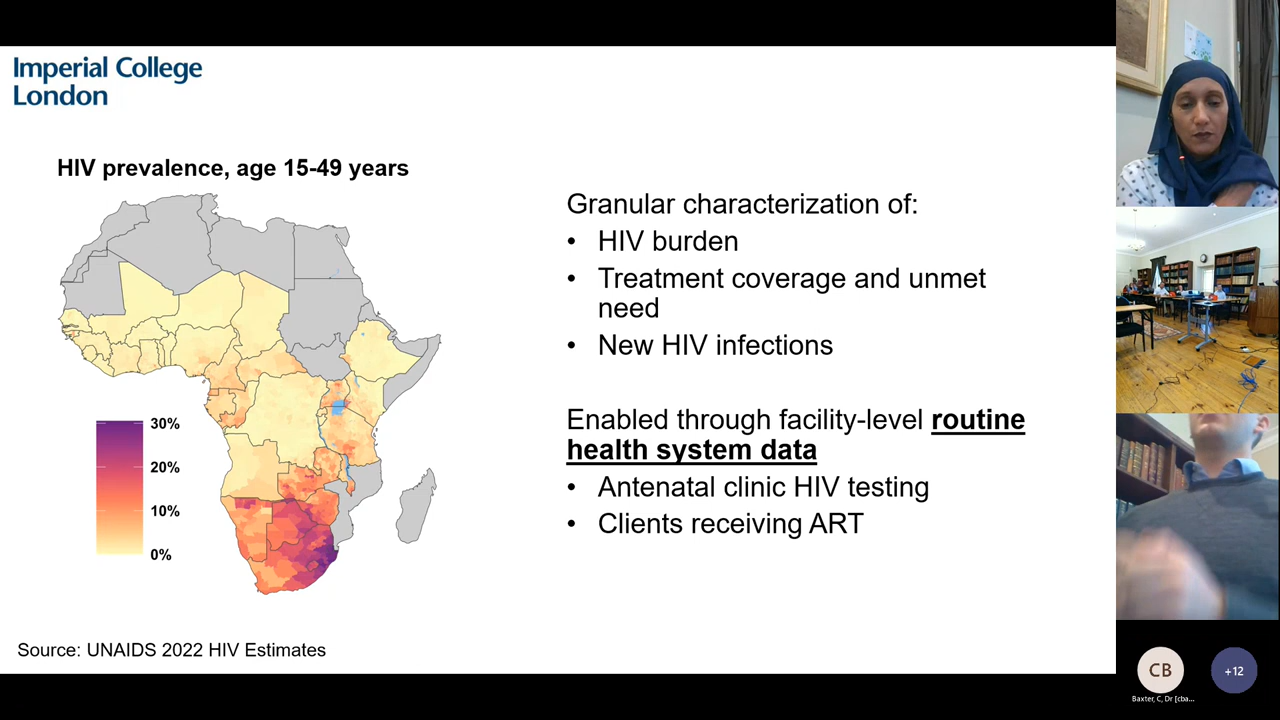 Imperial College
London
HIV prevalence, age 15-49 years
30%
20%
10%
0%
Source: UNAIDS 2022 HIV Estimates
Granular characterization of:
• HIV burden
• Treatment coverage and unmet
need
• New HIV infections
Enabled through facility-level routine
health system data
• Antenatal clinic HIV testing
• Clients receiving ART
CB
+12
Baxter, C, Dr [cba...